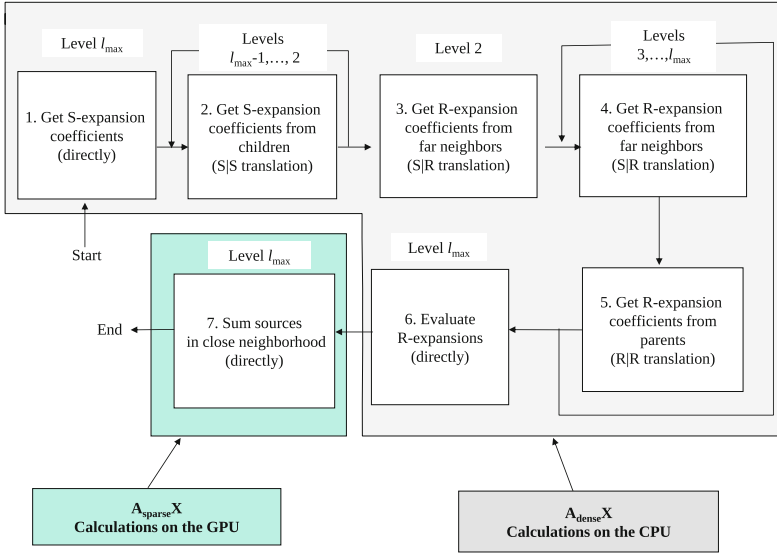 Level lmax
Levels
lmax-1,…, 2
Level 2
Levels
3,…,lmax
1. Get S-expansion
coefficients
(directly)
2. Get S-expansion
coefficients from
children
(S|S translation)
3. Get R-expansion
coefficients from
far neighbors
(S|R translation)
4. Get R-expansion
coefficients from
far neighbors
(S|R translation)
Start
Level lmax
Level lmax
End
7. Sum sources
in close neighborhood
(directly)
6. Evaluate
R-expansions
(directly)
5. Get R-expansion
coefficients from
parents
(R|R translation)
AsparseX
Calculations on the GPU
AdenseX
Calculations on the CPU